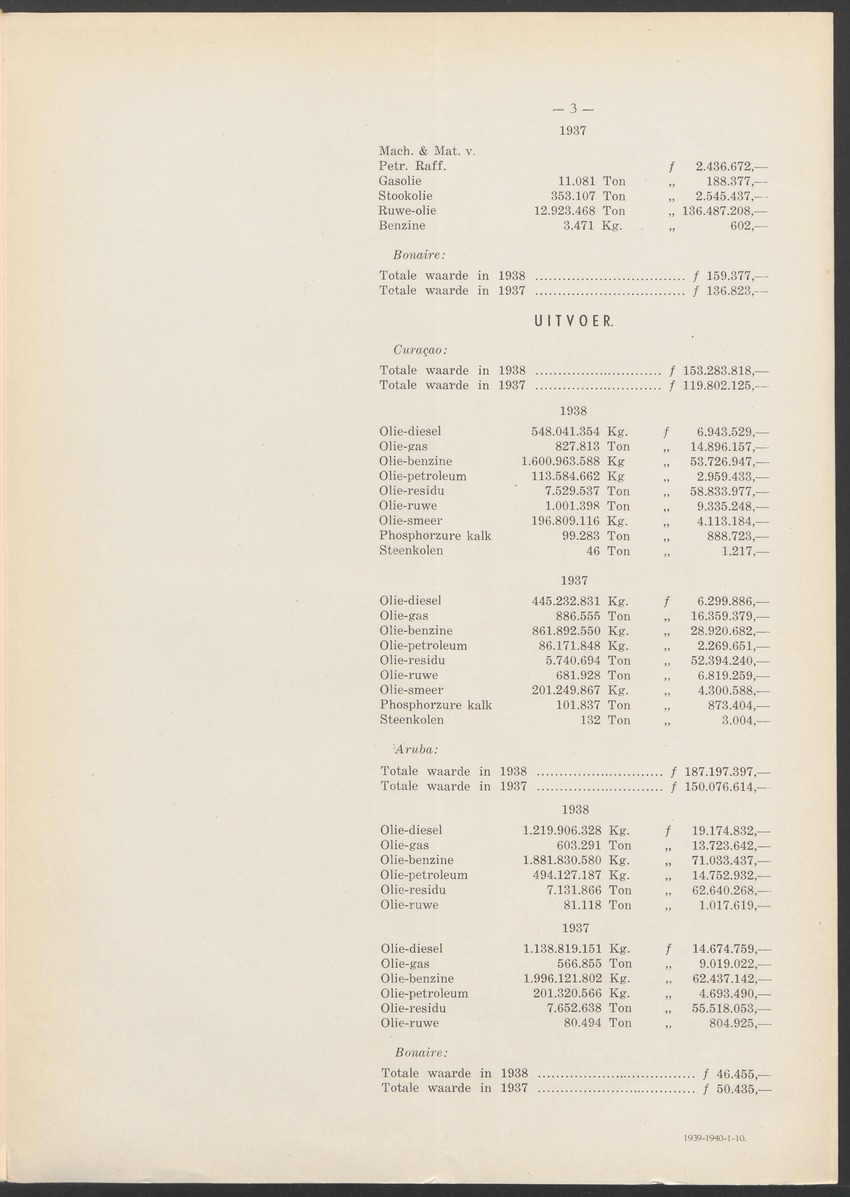 — 3 —
1937
Mach. & Mat. v.
Petr. Raff. f 2.436.672,—
Gasolie 11.081 Ton „ 188.377,—
Stookolie 353.107 Ton „ 2.545.437,—
Ruwe-olie 12.923.468 Ton „ 136.487.208,—
Benzine 3.471 Kg. „ 602,—
Bonaire:
Totale waarde in 1938 ................................ f 159.377,—
Totale waarde in 1937 ................................ f 136.823,—
UITVOER.
Curaçao:
Totale waarde in 1938 ........................... f 153.283.818,—
Totale waarde in 1937 ........................... f 119.802.125,—
1938
Olie-diesel 548.041.354 Kg. f 6.943.529,—
Olie-gas 827.813 Ton „ 14.896.157,—
Olie-benzine 1.600.963.588 Kg „ 53.726.947,—
Olie-petroleum 113.584.662 Kg „ 2.959.433,—
Olie-residu 7.529.537 Ton „ 58.833.977,—
Olie-ruwe 1.001.398 Ton „ 9.335.248,—
Olie-smeer 196.809.116 Kg. „ 4.113.184,—
Phosphorzure kalk 99.283 Ton „ 888.723,—
Steenkolen 46 Ton „ 1.217,—
1937
Olie-diesel 445.232.831 Kg. f 6.299.886,—
Olie-gas 886.555 Ton „ 16.359.379,—
Olie-benzine 861.892.550 Kg. „ 28.920.682,—
Olie-petroleum 86.171.848 Kg. „ 2.269.651,—
Olie-residu 5.740.694 Ton „ 52.394.240,—
Olie-ruwe 681.928 Ton „ 6.819.259,—
Olie-smeer 201.249.867 Kg. „ 4.300.588,—
Phosphorzure kalk 101.837 Ton „ 873.404,—
Steenkolen 132 Ton „ 3.004,—
Aruba:
Totale waarde in 1938 ........................... f 187.197.397,—
Totale waarde in 1937 ........................... f 150.076.614,—
1938
Olie-diesel 1.219.906.328 Kg. f 19.174.832,—
Olie-gas 603.291 Ton „ 13.723.642,—
Olie-benzine 1.881.830.580 Kg. „ 71.033.437,—
Olie-petroleum 494.127.187 Kg. „ 14.752.932,—
Olie-residu 7.131.866 Ton „ 62.640.268,—
Olie-ruwe 81.118 Ton „ 1.017.619,—
1937
Olie-diesel 1.138.819.151 Kg. f 14.674.759,—
Olie-gas 566.855 Ton „ 9.019.022,—
Olie-benzine 1.996.121.802 Kg. „ 62.437.142,—
Olie-petroleum 201.320.566 Kg. „ 4.693.490,—
Olie-residu 7.652.638 Ton „ 55.518.053,—
Olie-ruwe 80.494 Ton „ 804.925,—
Bonaire:
Totale waarde in 1938 .................................. f 46.455,—
Totale waarde in 1937 .................................. f 50.435,—
1939-1940-1-16.